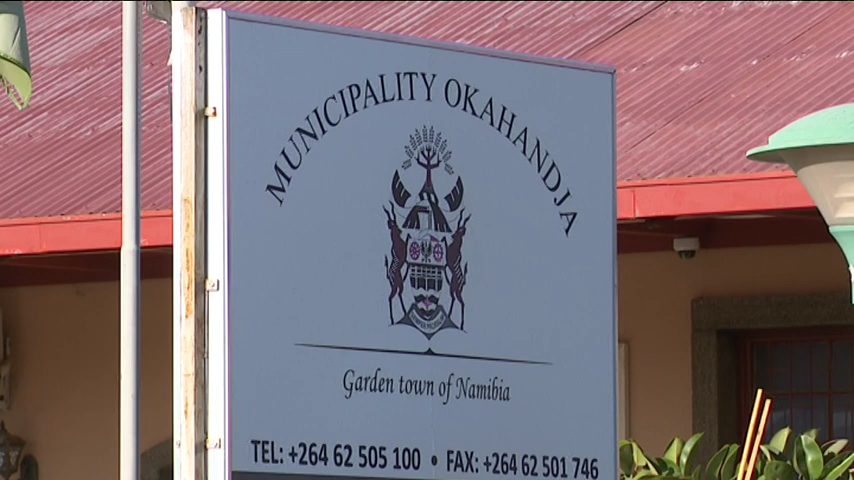 MUNICIPALITY OKAHANDJA
Garden town of Namibia
TEL: +264 62 505 100 • FAX: +264 62 501 746